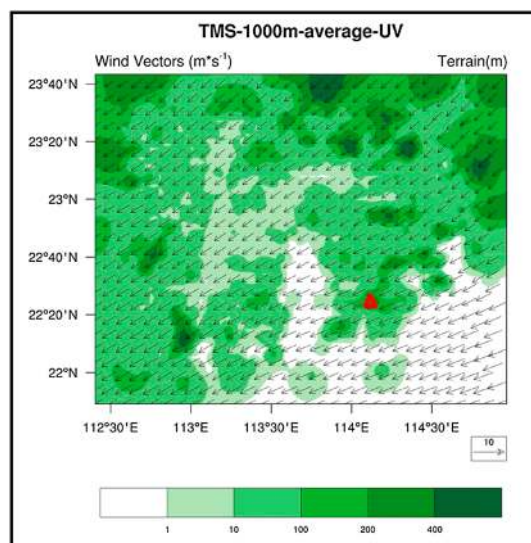 TMS-1000m-average-UV
Wind Vectors (m*s⁻¹) Terrain(m)
23°40'N
23°20'N
23°N
22°40'N
22°20'N
22°N
112°30'E 113°E 113°30'E 114°E 114°30'E
10
1 10 100 200 400